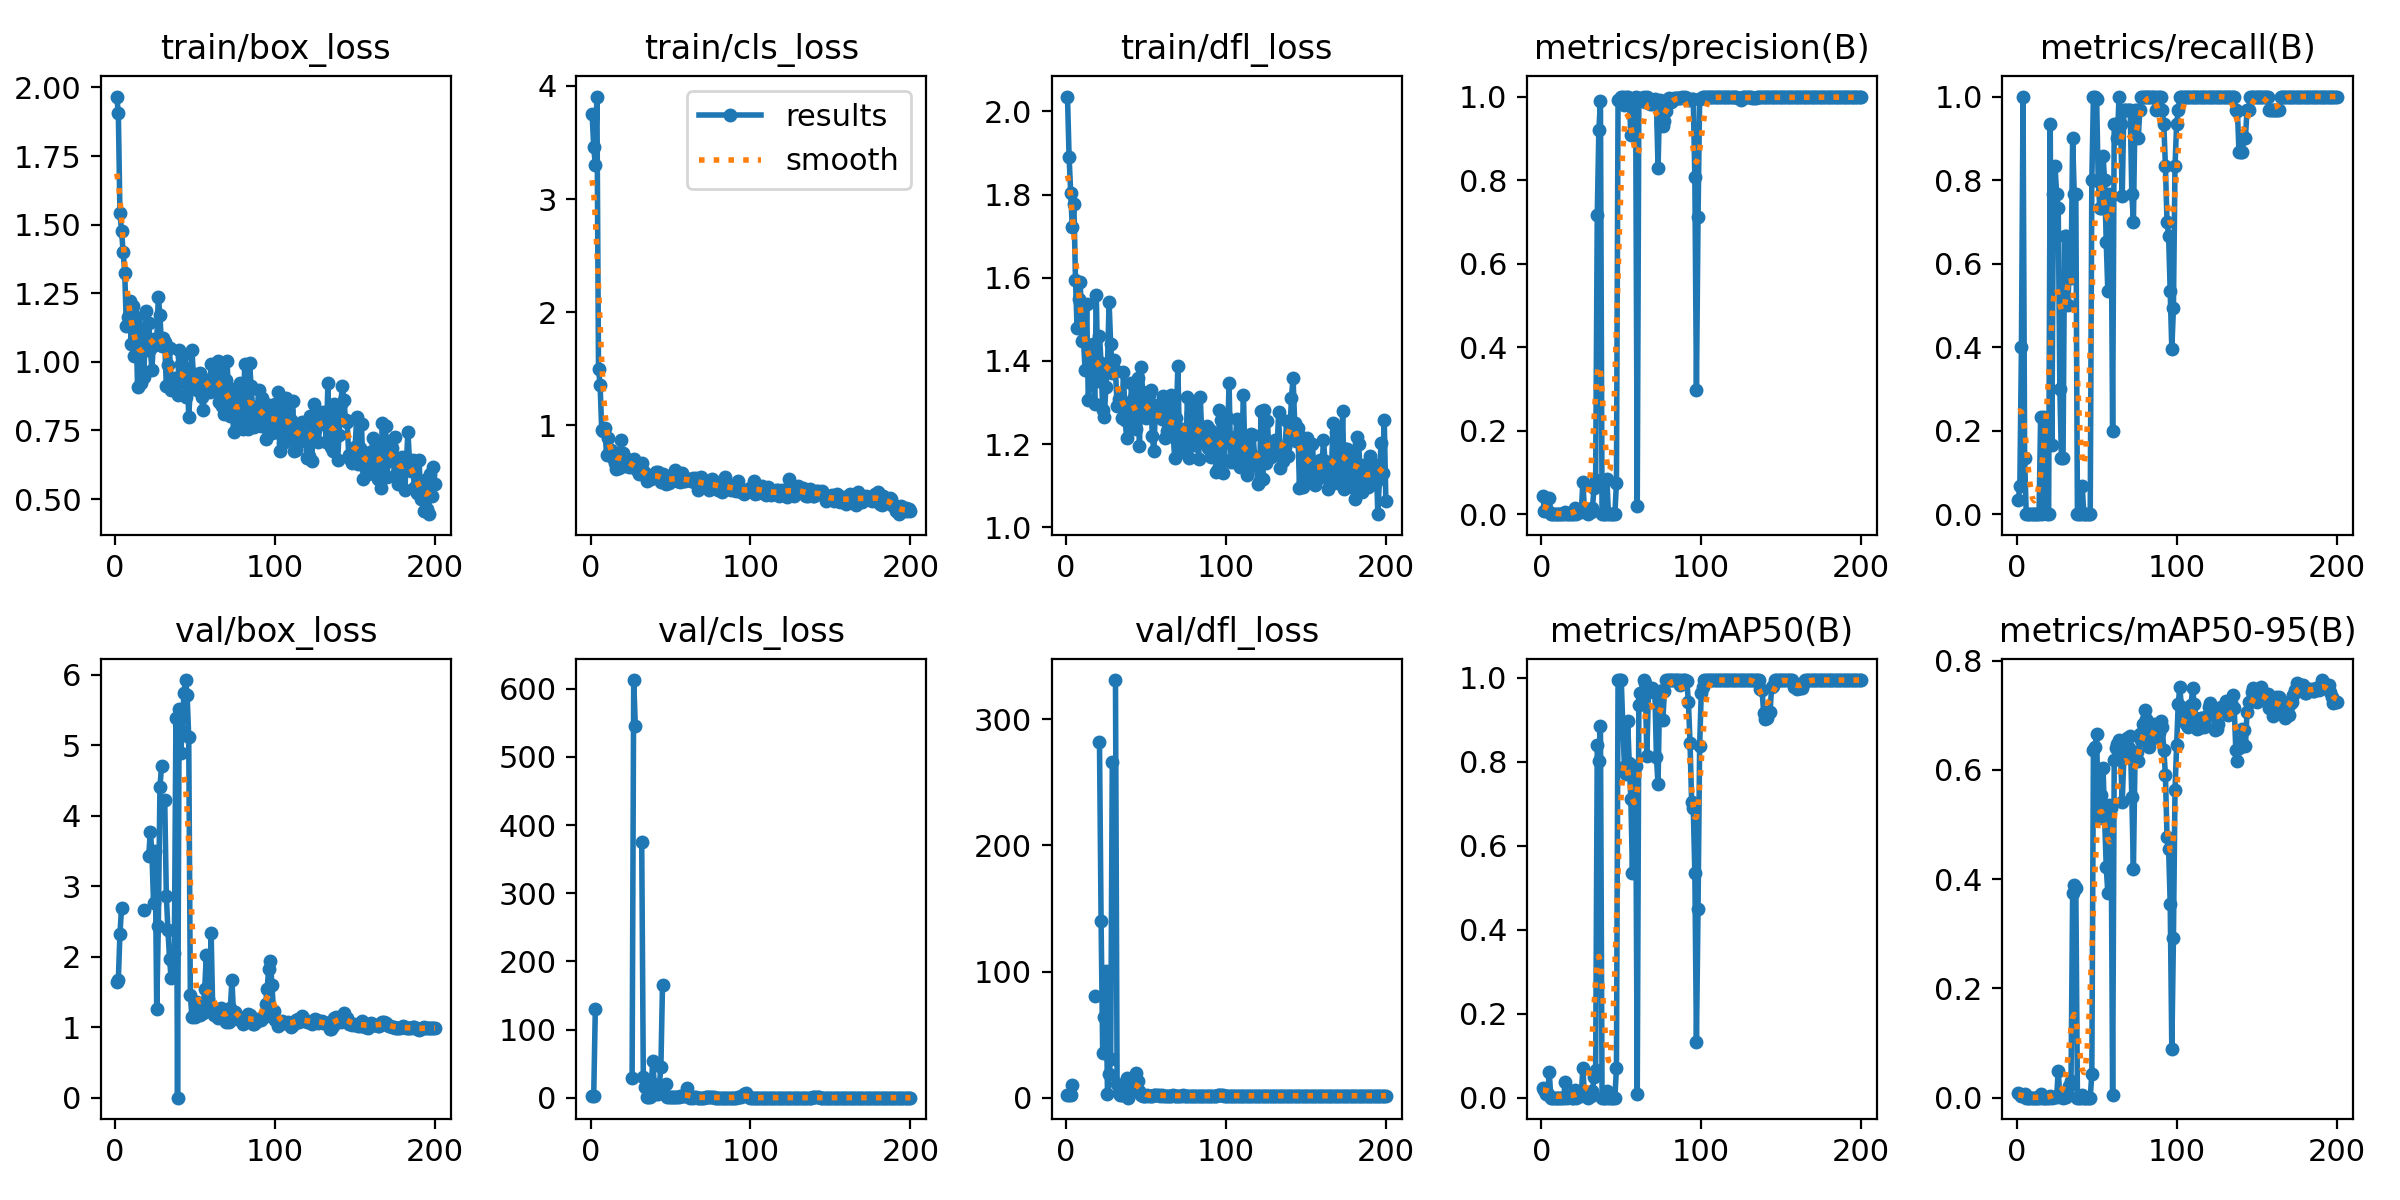 train/box_loss
2.00
1.75
1.50
1.25
1.00
0.75
0.50
0 100 200
train/cls_loss
results
smooth
4
3
2
1
0 100 200
train/dfl_loss
2.0
1.8
1.6
1.4
1.2
1.0
0 100 200
metrics/precision(B)
1.0
0.8
0.6
0.4
0.2
0.0
0 100 200
metrics/recall(B)
1.0
0.8
0.6
0.4
0.2
0.0
0 100 200
val/box_loss
6
5
4
3
2
1
0
0 100 200
val/cls_loss
600
500
400
300
200
100
0
0 100 200
val/dfl_loss
300
200
100
0
0 100 200
metrics/mAP50(B)
1.0
0.8
0.6
0.4
0.2
0.0
0 100 200
metrics/mAP50-95(B)
0.8
0.6
0.4
0.2
0.0
0 100 200